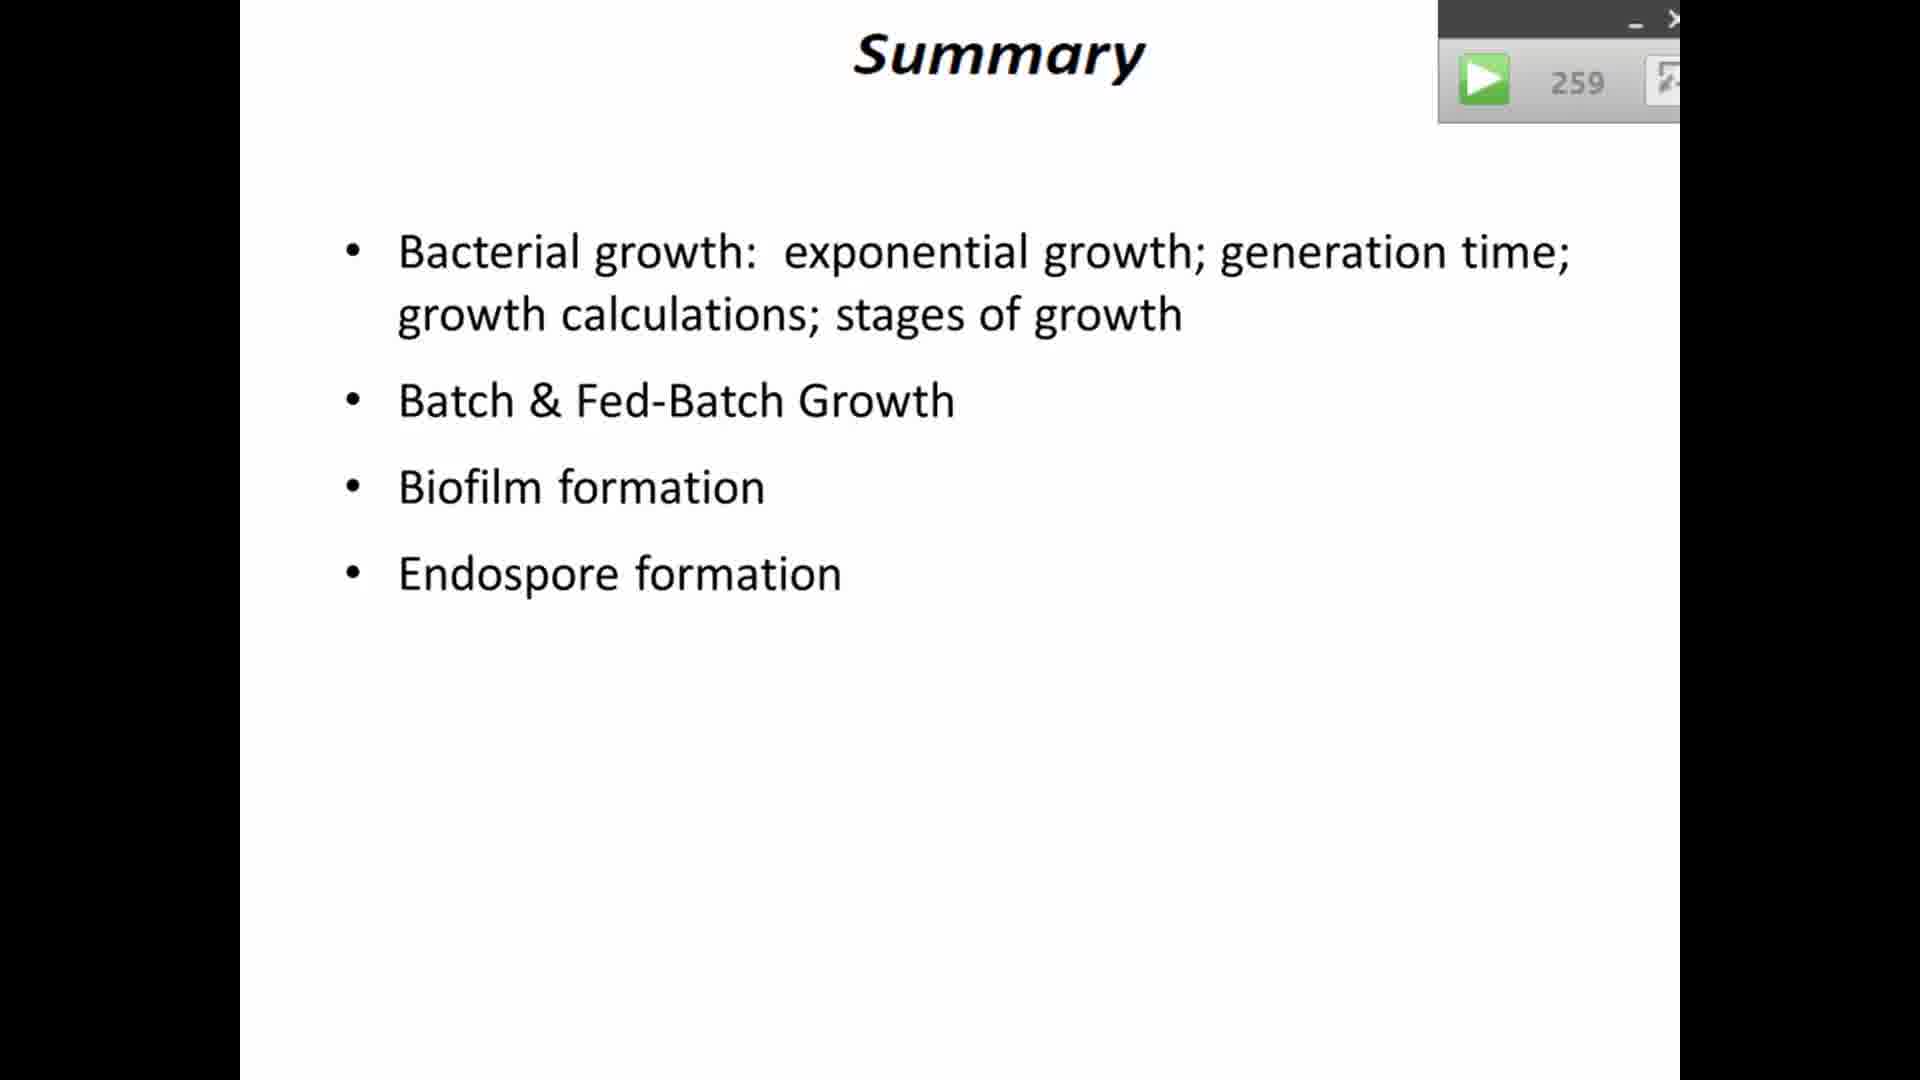 Summary
259
• Bacterial growth:  exponential growth; generation time;
growth calculations; stages of growth
• Batch & Fed-Batch Growth
• Biofilm formation
• Endospore formation